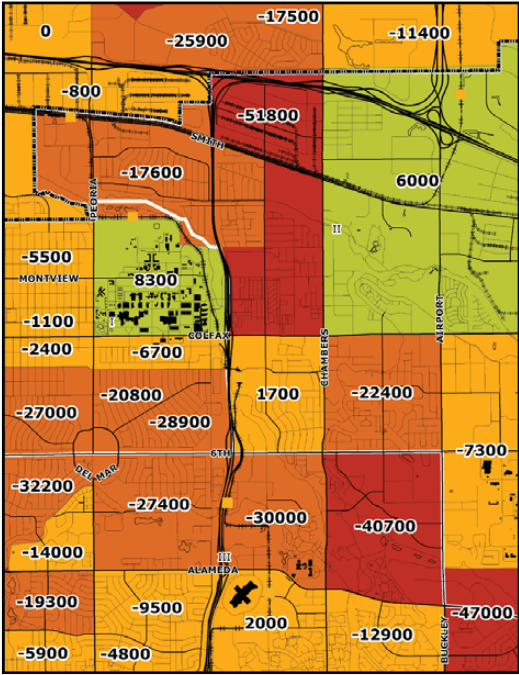 -17500
0
-25900
-11400
-800
-51800
SMITH
-17600
6000
PEORIA
II
-5500
MONTVIEW
8300
-1100
I
AIRPORT
COLFAX
-2400
-6700
CHAMBERS
-20800
1700
-22400
-27000
-28900
6TH
-7300
DEL MAR
-32200
-27400
-30000
-40700
-14000
III
ALAMEDA
-19300
-9500
-47000
2000
-12900
BUCKLEY
-5900
-4800